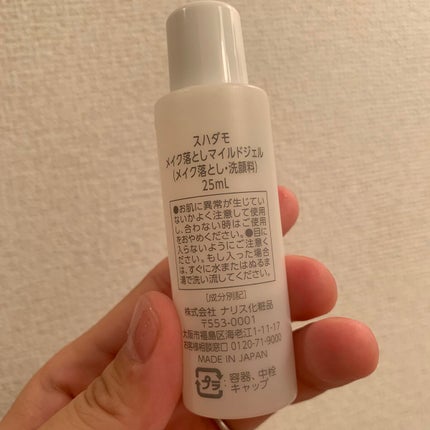 スハダモ
メイク落としマイルドジェル
(メイク落とし・洗顔料)
25mL
●お肌に異常が生じてい
ないかよく注意して使用
し、合わない時はご使用
をおやめください。●目に
入らないようにご注意く
ださい。もし入った場合
は、すぐに水またはぬるま
湯で洗い流してください。
[成分別記]
株式会社 ナリス化粧品
〒553-0001
大阪市福島区海老江1-11-17
お客様相談窓口 0120-71-9000
MADE IN JAPAN
プラ
:容器、中栓
キャップ